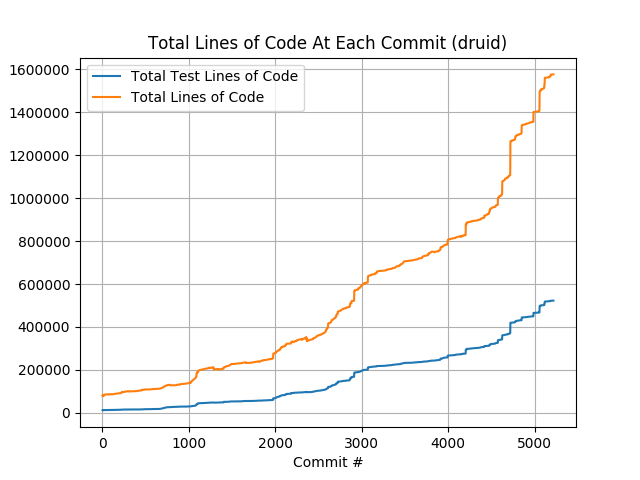 Total Lines of Code At Each Commit (druid)
Total Test Lines of Code
Total Lines of Code
1600000
1400000
1200000
1000000
800000
600000
400000
200000
0
0 1000 2000 3000 4000 5000
Commit #